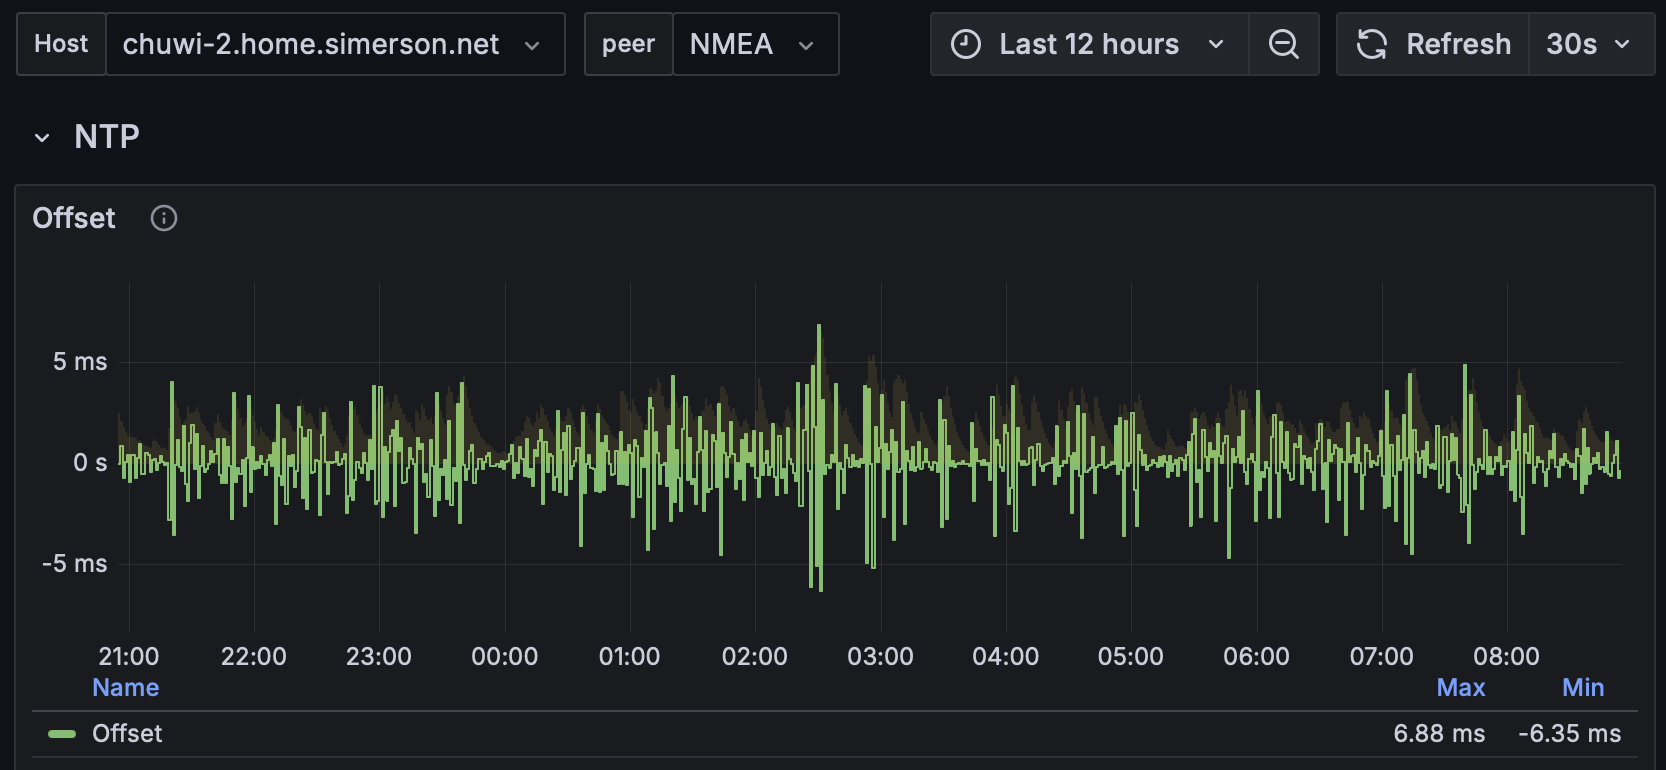 Host chuwi-2.home.simerson.net peer NMEA Last 12 hours Refresh 30s
NTP
Offset
5 ms
0 s
-5 ms
21:00 22:00 23:00 00:00 01:00 02:00 03:00 04:00 05:00 06:00 07:00 08:00
Name Max Min
Offset 6.88 ms -6.35 ms